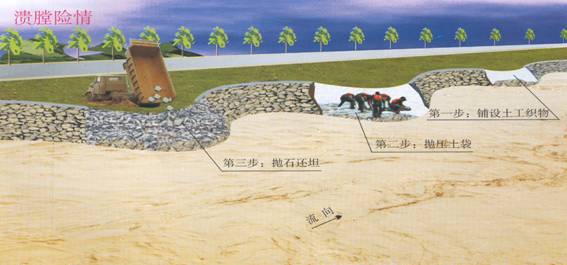 溃膛险情
第一步：铺设土工织物
第二步：抛压土袋
第三步：抛石还坦
流向